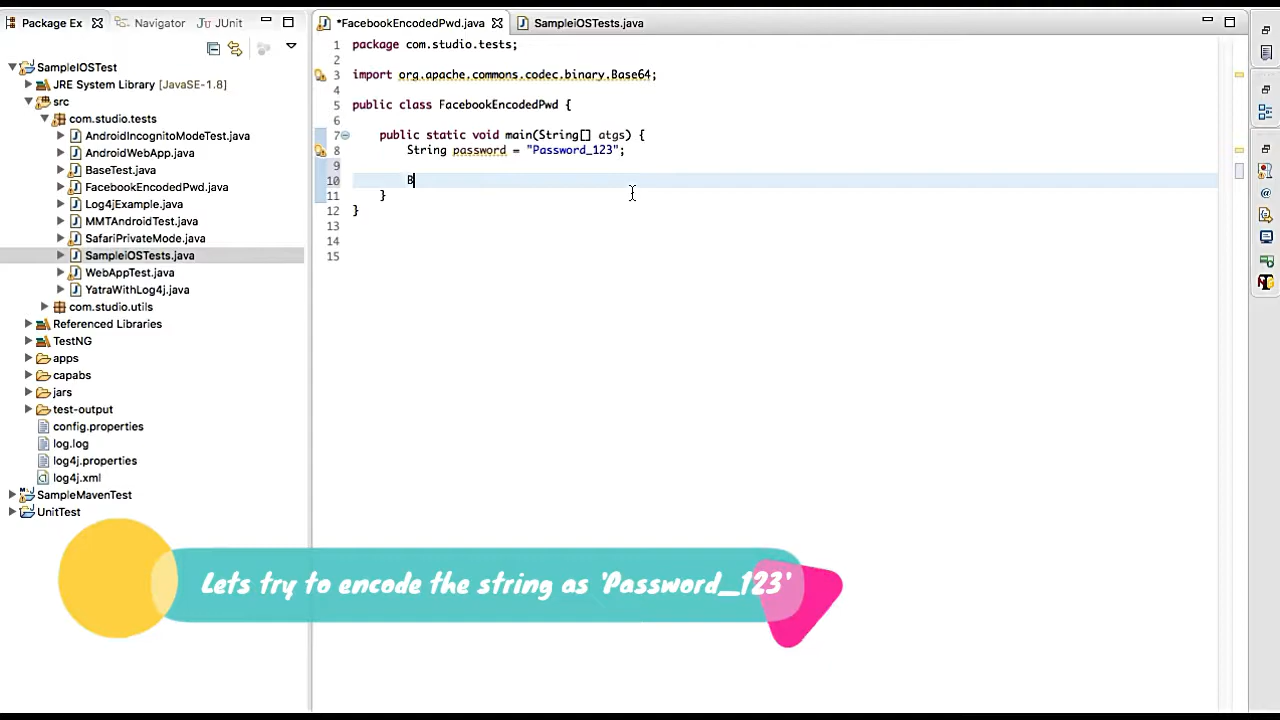 Package Ex
Navigator
JUnit
*FacebookEncodedPwd.java
SampleiOSTests.java
SampleIOSTest
JRE System Library [JavaSE-1.8]
src
com.studio.tests
AndroidIncognitoModeTest.java
AndroidWebApp.java
BaseTest.java
FacebookEncodedPwd.java
Log4jExample.java
MMTAndroidTest.java
SafariPrivateMode.java
SampleiOSTests.java
WebAppTest.java
YatraWithLog4j.java
com.studio.utils
Referenced Libraries
TestNG
apps
capabs
jars
test-output
config.properties
log.log
log4j.properties
log4j.xml
SampleMavenTest
UnitTest
1 package com.studio.tests;
2
3 import org.apache.commons.codec.binary.Base64;
4
5 public class FacebookEncodedPwd {
6
7 public static void main(String[] atgs) {
8 String password = "Password_123";
9
10 B
11 }
12 }
13
14
15
Lets try to encode the string as 'Password_123'